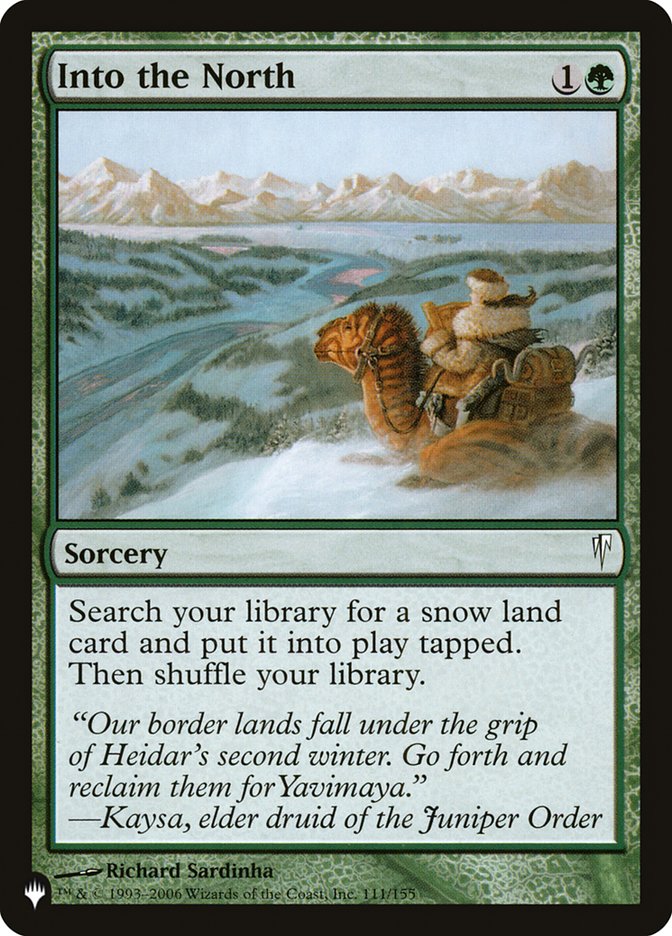 Into the North
1
Sorcery
Search your library for a snow land
card and put it into play tapped.
Then shuffle your library.
“Our border lands fall under the grip
of Heidar’s second winter. Go forth and
reclaim them for Yavimaya.”
—Kaysa, elder druid of the Juniper Order
Richard Sardinha
™ & © 1993–2006 Wizards of the Coast, Inc. 111/155